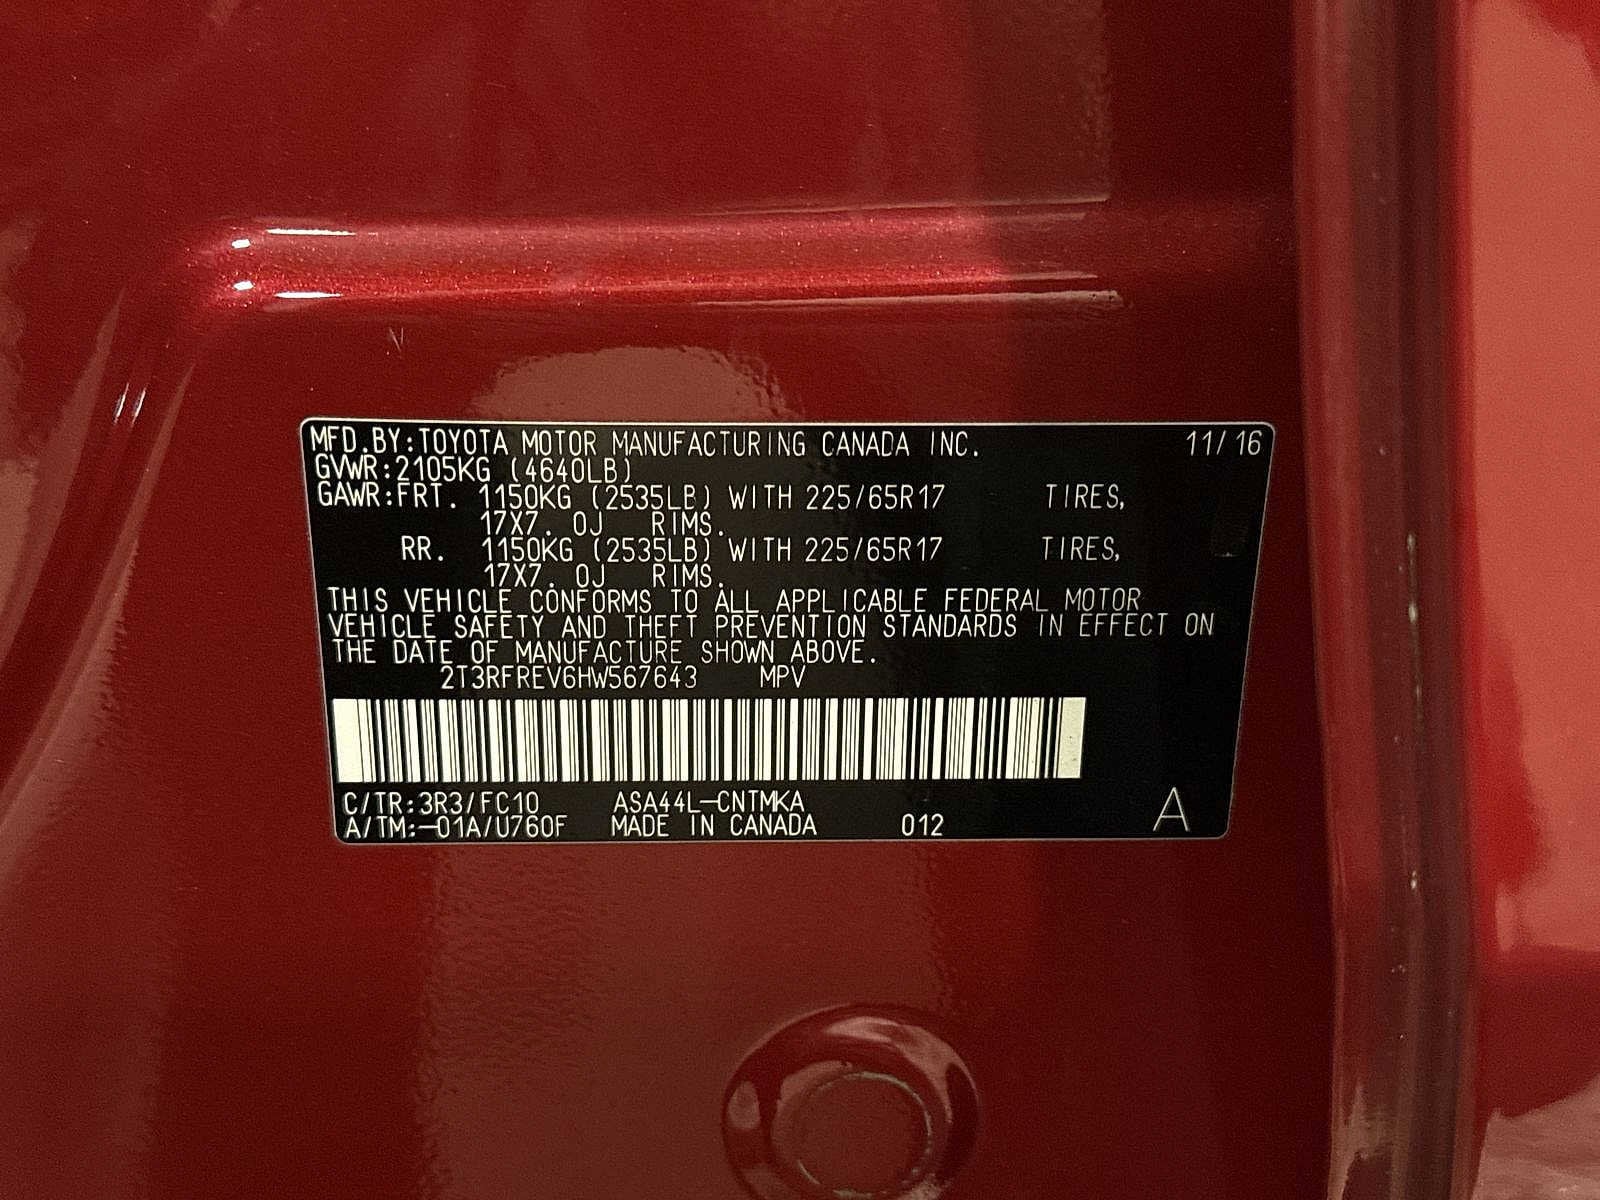 MFD.BY:TOYOTA MOTOR MANUFACTURING CANADA INC. 11/16
GVWR:2105KG (4640LB)
GAWR:FRT. 1150KG (2535LB) WITH 225/65R17 TIRES,
17X7.0J RIMS.
RR. 1150KG (2535LB) WITH 225/65R17 TIRES,
17X7.0J RIMS.
THIS VEHICLE CONFORMS TO ALL APPLICABLE FEDERAL MOTOR
VEHICLE SAFETY AND THEFT PREVENTION STANDARDS IN EFFECT ON
THE DATE OF MANUFACTURE SHOWN ABOVE.
2T3RFREV6HW567643 MPV
C/TR:3R3/FC10 ASA44L-CNTMKA
A/TM:-01A/U760F MADE IN CANADA 012 A